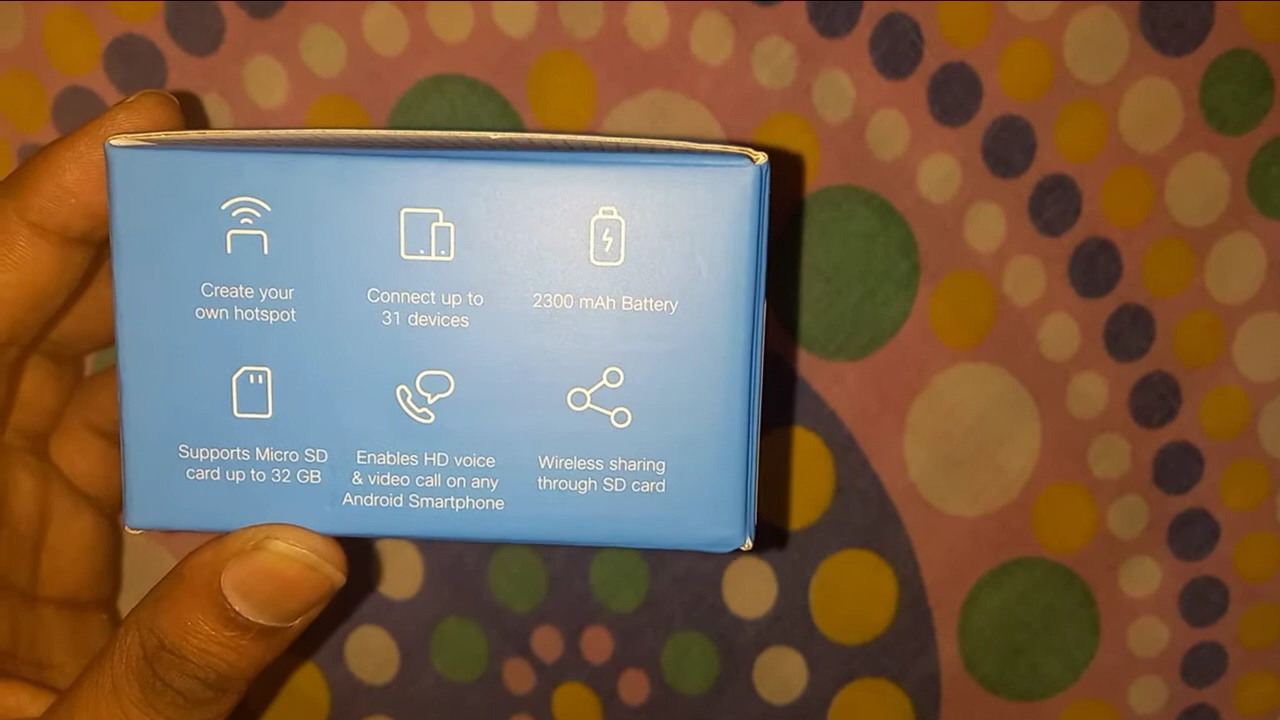 Create your
own hotspot
Connect up to
31 devices
2300 mAh Battery
Supports Micro SD
card up to 32 GB
Enables HD voice
& video call on any
Android Smartphone
Wireless sharing
through SD card